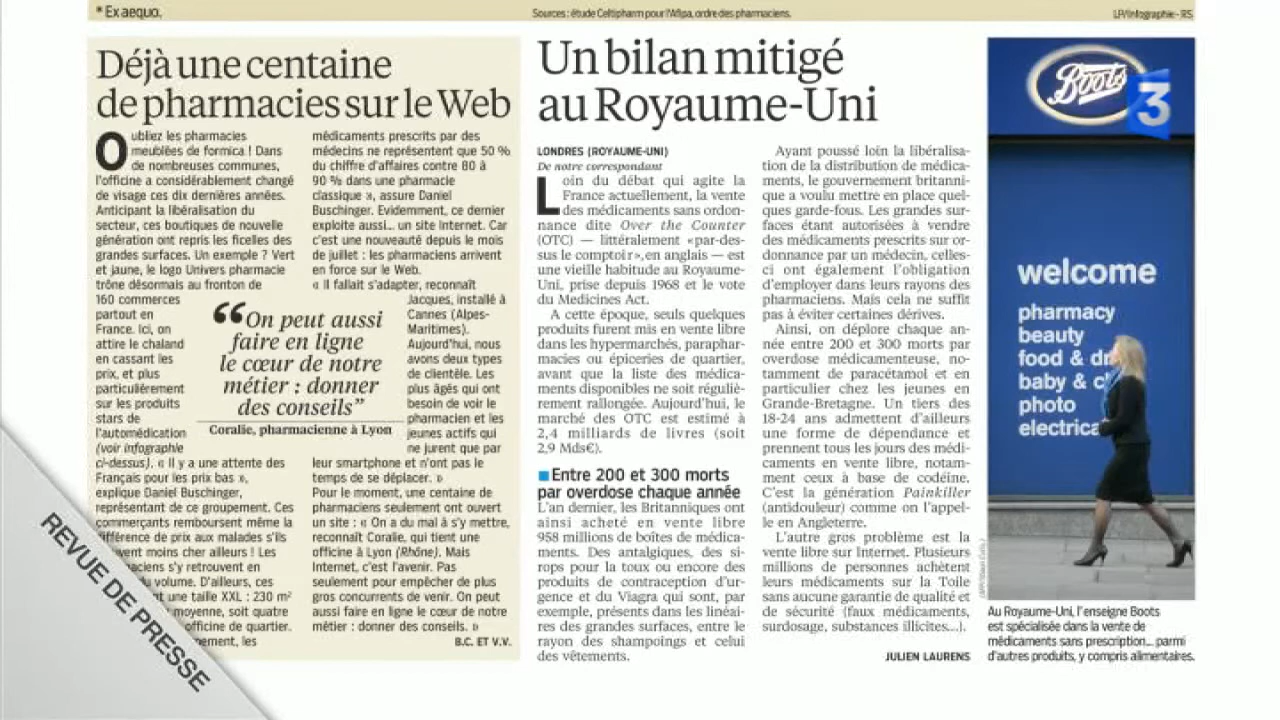 * Ex aequo.
Sources : étude Celtipharm pour l'Afipa, ordre des pharmaciens.
LP/Infographie - RS.
Déjà une centaine
de pharmacies sur le Web
Oubliez les pharmacies
meublées de formica ! Dans
de nombreuses communes,
l'officine a considérablement changé
de visage ces dix dernières années.
Anticipant la libéralisation du
secteur, ces boutiques de nouvelle
génération ont repris les ficelles des
grandes surfaces. Un exemple ? Vert
et jaune, le logo Univers pharmacie
trône désormais au fronton de
160 commerces
partout en
France. Ici, on
attire le chaland
en cassant les
prix, et plus
particulièrement
sur les produits
stars de
l'automédication
(voir infographie
ci-dessus). « Il y a une attente des
Français pour les prix bas »,
explique Daniel Buschinger,
représentant de ce groupement. Ces
commerçants remboursent même la
différence de prix aux malades s'ils
vent moins cher ailleurs ! Les
aciens s'y retrouvent en
du volume. D'ailleurs, ces
t une taille XXL : 230 m²
moyenne, soit quatre
officine de quartier.
nement, les
médicaments prescrits par des
médecins ne représentent que 50 %
du chiffre d'affaires contre 80 à
90 % dans une pharmacie
classique », assure Daniel
Buschinger. Evidemment, ce dernier
exploite aussi... un site Internet. Car
c'est une nouveauté depuis le mois
de juillet : les pharmaciens arrivent
en force sur le Web.
« Il fallait s'adapter, reconnaît
Jacques, installé à
Cannes (Alpes-
Maritimes).
Aujourd'hui, nous
avons deux types
de clientèle. Les
plus âgés qui ont
besoin de voir le
pharmacien et les
jeunes actifs qui
ne jurent que par
leur smartphone et n'ont pas le
temps de se déplacer. »
Pour le moment, une centaine de
pharmaciens seulement ont ouvert
un site : « On a du mal à s'y mettre,
reconnaît Coralie, qui tient une
officine à Lyon (Rhône). Mais
Internet, c'est l'avenir. Pas
seulement pour empêcher de plus
gros concurrents de venir. On peut
aussi faire en ligne le cœur de notre
métier : donner des conseils. »
B.C. ET V.V.
“On peut aussi
faire en ligne
le cœur de notre
métier : donner
des conseils”
Coralie, pharmacienne à Lyon
Un bilan mitigé
au Royaume-Uni
LONDRES (ROYAUME-UNI)
De notre correspondant
Loin du débat qui agite la
France actuellement, la vente
des médicaments sans ordon-
nance dite Over the Counter
(OTC) — littéralement «par-des-
sus le comptoir», en anglais — est
une vieille habitude au Royaume-
Uni, prise depuis 1968 et le vote
du Medicines Act.
A cette époque, seuls quelques
produits furent mis en vente libre
dans les hypermarchés, paraphar-
macies ou épiceries de quartier,
avant que la liste des médica-
ments disponibles ne soit réguliè-
rement rallongée. Aujourd'hui, le
marché des OTC est estimé à
2,4 milliards de livres (soit
2,9 Mds€).
Entre 200 et 300 morts
par overdose chaque année
L'an dernier, les Britanniques ont
ainsi acheté en vente libre
958 millions de boîtes de médica-
ments. Des antalgiques, des si-
rops pour la toux ou encore des
produits de contraception d'ur-
gence et du Viagra qui sont, par
exemple, présents dans les linéai-
res des grandes surfaces, entre le
rayon des shampoings et celui
des vêtements.
Ayant poussé loin la libéralisa-
tion de la distribution de médica-
ments, le gouvernement britanni-
que a voulu mettre en place quel-
ques garde-fous. Les grandes sur-
faces étant autorisées à vendre
des médicaments prescrits sur or-
donnance par un médecin, celles-
ci ont également l'obligation
d'employer dans leurs rayons des
pharmaciens. Mais cela ne suffit
pas à éviter certaines dérives.
Ainsi, on déplore chaque an-
née entre 200 et 300 morts par
overdose médicamenteuse, no-
tamment de paracétamol et en
particulier chez les jeunes en
Grande-Bretagne. Un tiers des
18-24 ans admettent d'ailleurs
une forme de dépendance et
prennent tous les jours des médi-
caments en vente libre, notam-
ment ceux à base de codéine.
C'est la génération Painkiller
(antidouleur) comme on l'appel-
le en Angleterre.
L'autre gros problème est la
vente libre sur Internet. Plusieurs
millions de personnes achètent
leurs médicaments sur la Toile
sans aucune garantie de qualité et
de sécurité (faux médicaments,
surdosage, substances illicites...).
JULIEN LAURENS
Boots
3
welcome
pharmacy
beauty
food & dr
baby & c
photo
electrica
Au Royaume-Uni, l'enseigne Boots
est spécialisée dans la vente de
médicaments sans prescription... parmi
d'autres produits, y compris alimentaires.
REVUE DE PRESSE